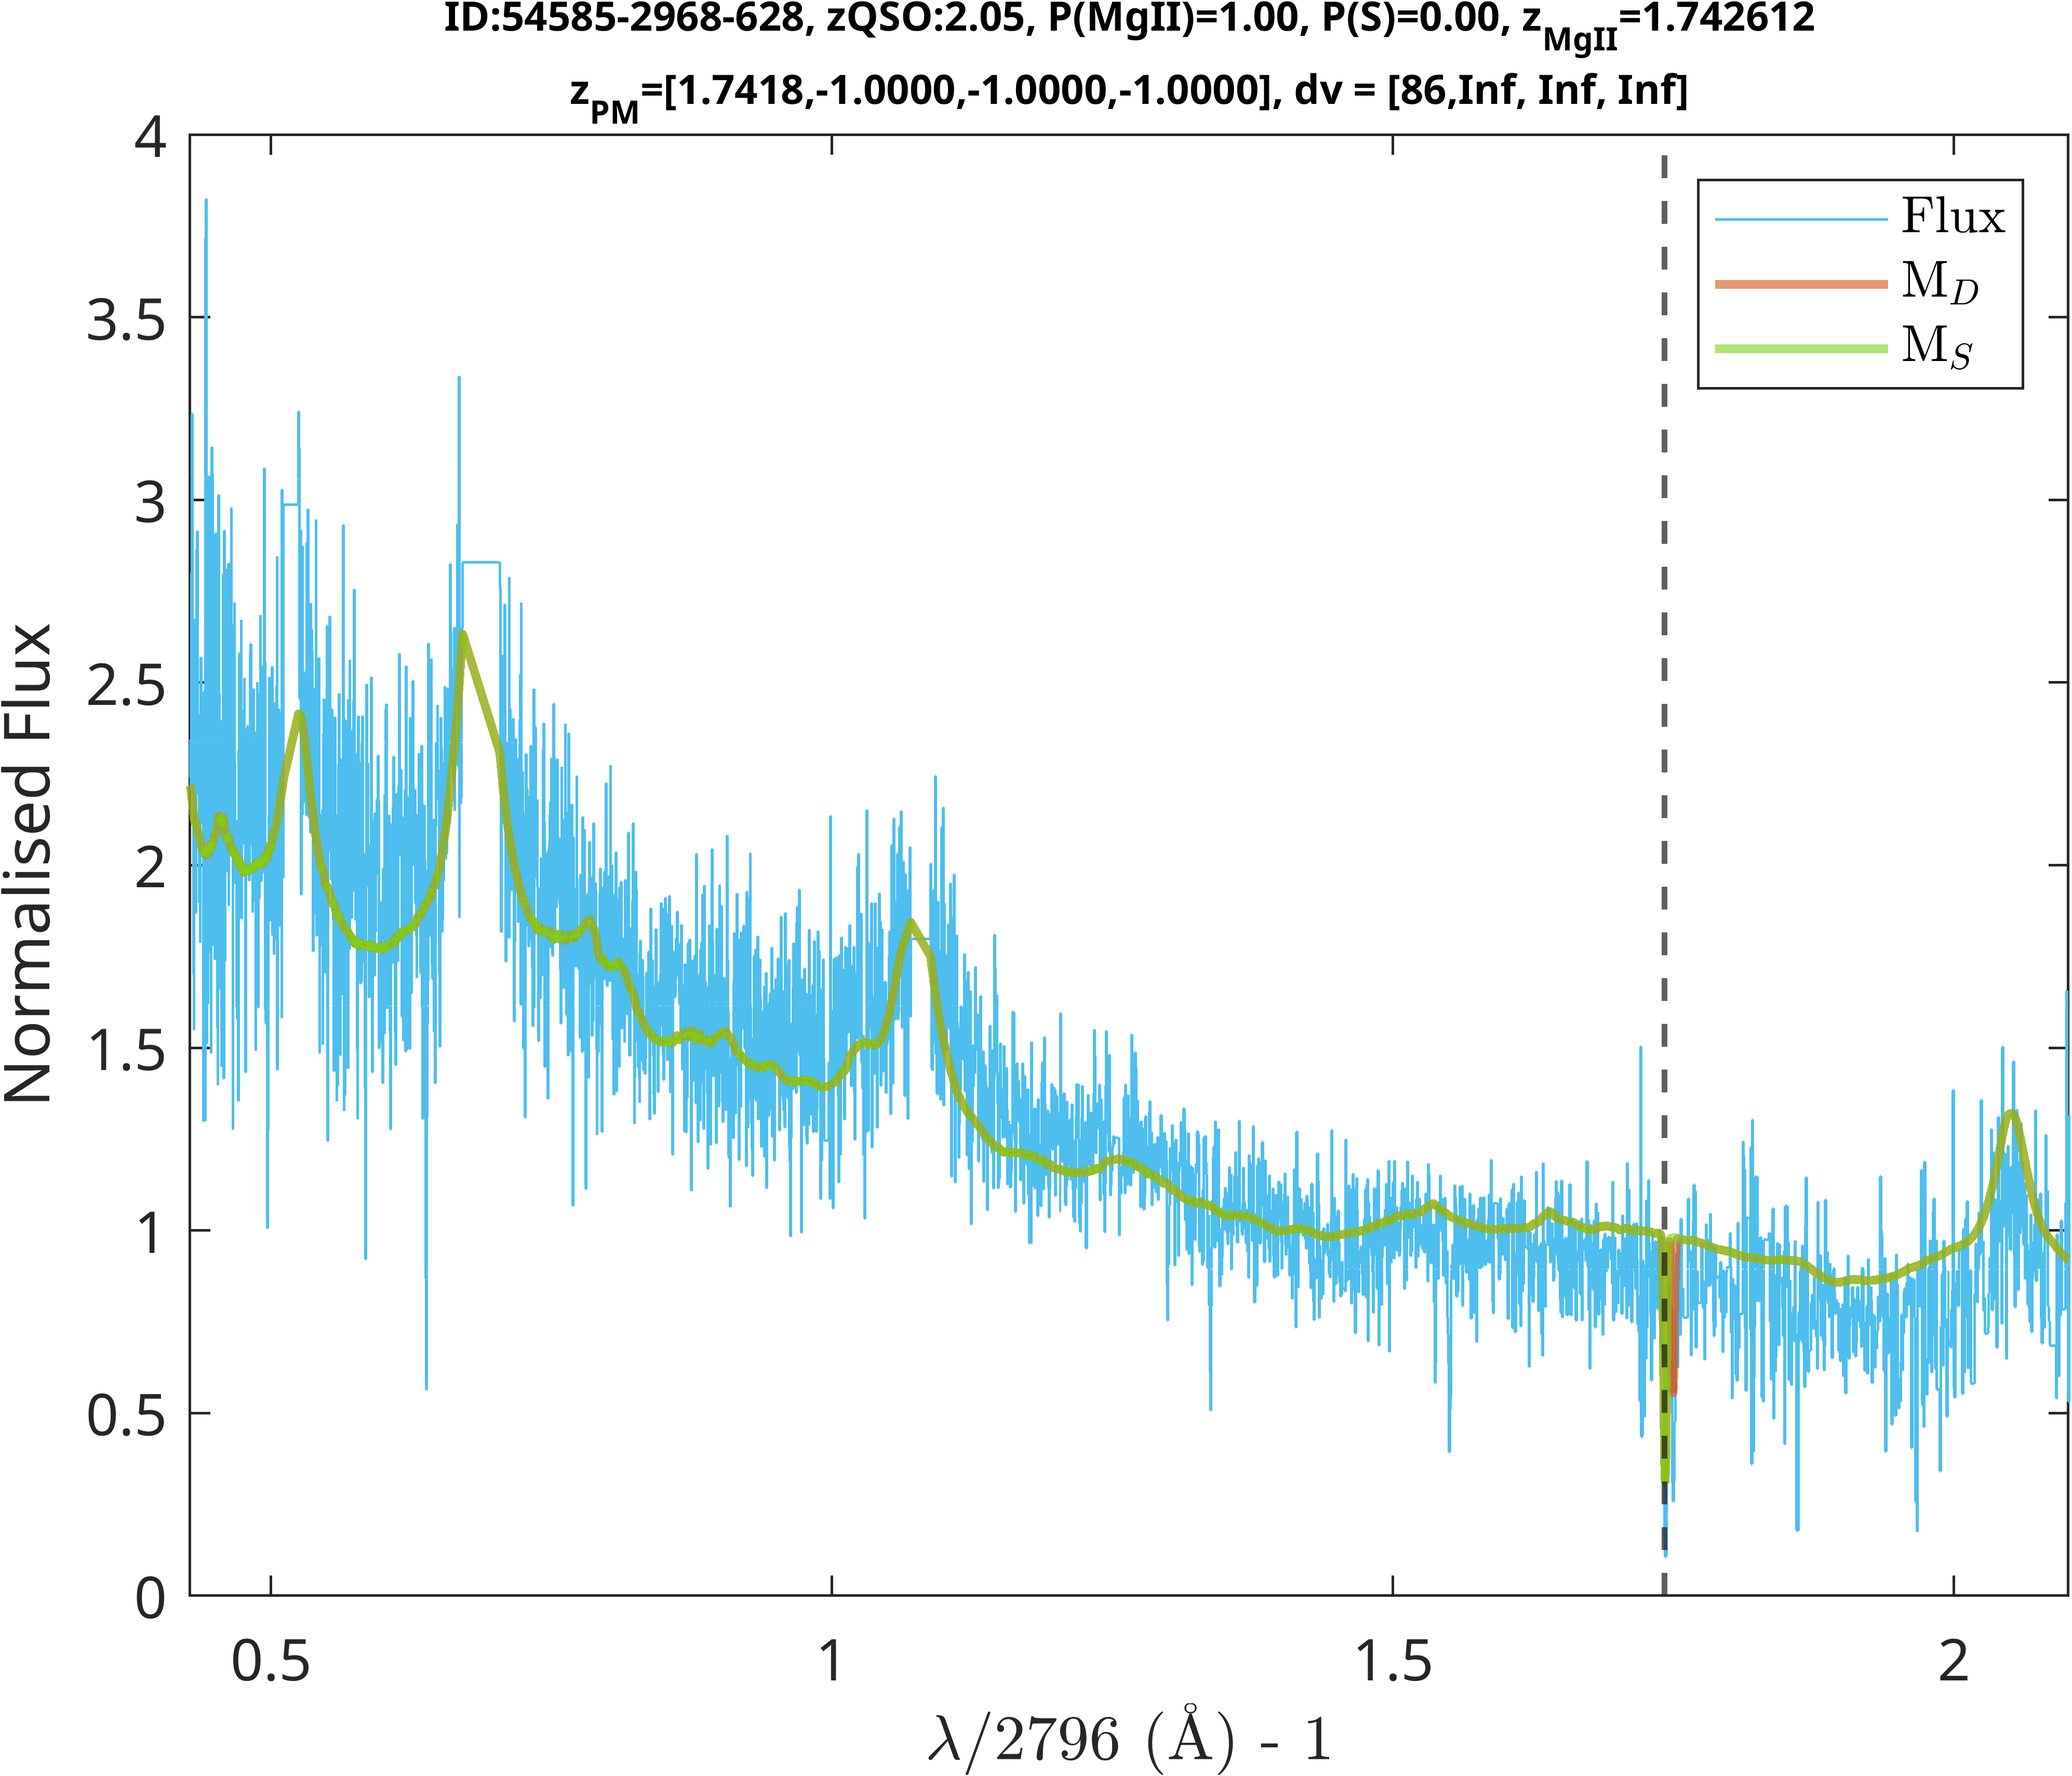 ID:54585-2968-628, zQSO:2.05, P(MgII)=1.00, P(S)=0.00, zMgII=1.742612
zPM=[1.7418,-1.0000,-1.0000,-1.0000], dv = [86,Inf, Inf, Inf]
4
3.5
3
2.5
2
1.5
1
0.5
0
Normalised Flux
Flux
MD
MS
0.5
1
1.5
2
λ/2796 (Å) - 1